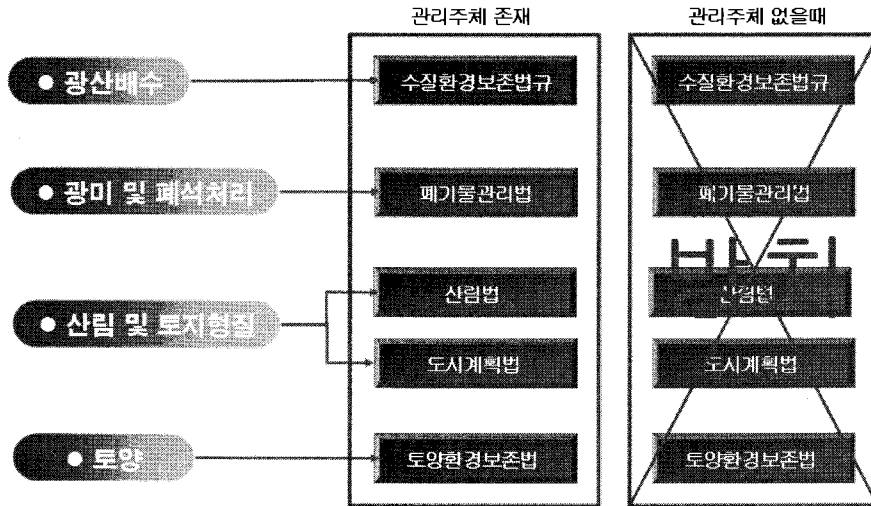 관리주체 존재
관리주체 없을때
● 광산배수
수질환경보존법규
수질환경보존법규
● 광미 및 폐석처리
폐기물관리법
폐기물관리법
● 산림 및 토지형질
산림법
산림법
도시계획법
도시계획법
● 토양
토양환경보존법
토양환경보존법